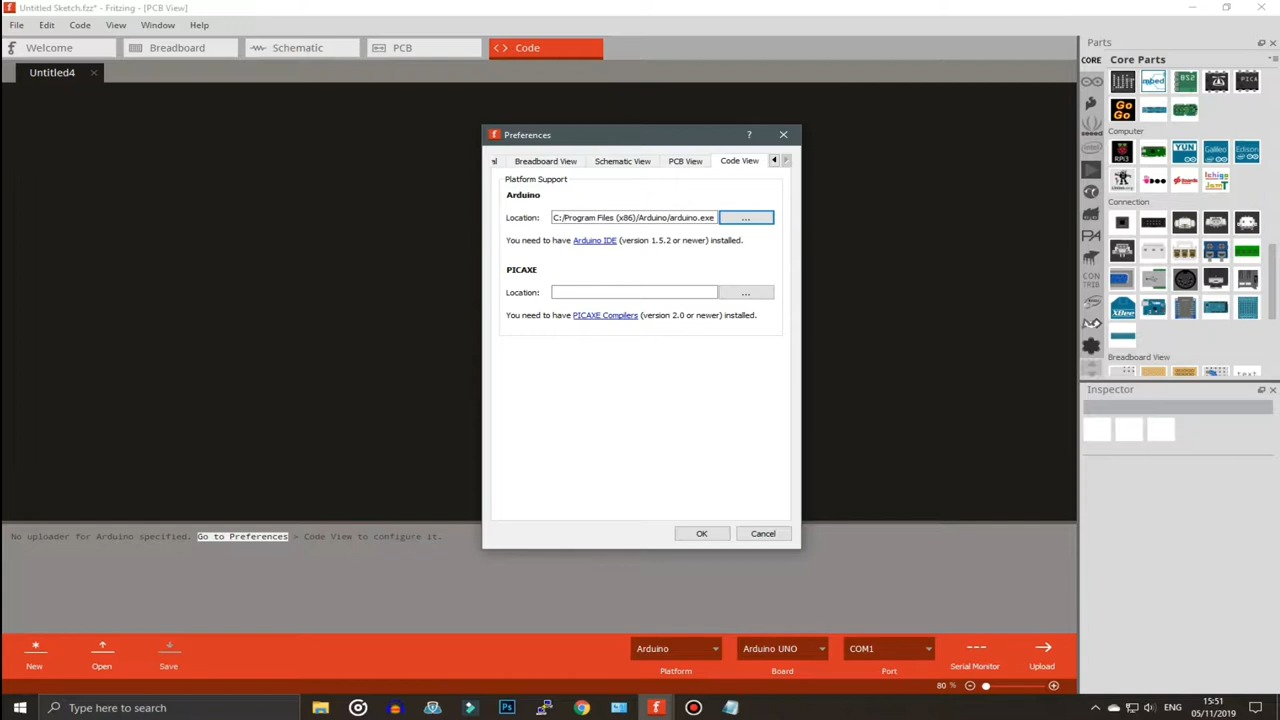 Untitled Sketch.fzz* - Fritzing - [PCB View]
File Edit Code View Window Help
Welcome Breadboard Schematic PCB Code
Untitled4
Parts
CORE Core Parts
Computer
Connection
Breadboard View
Inspector
Preferences
Breadboard View Schematic View PCB View Code View
Platform Support
Arduino
Location: C:/Program Files (x86)/Arduino/arduino.exe ...
You need to have Arduino IDE (version 1.5.2 or newer) installed.
PICAXE
Location: ...
You need to have PICAXE Compilers (version 2.0 or newer) installed.
OK Cancel
No uploader for Arduino specified. Go to Preferences > Code View to configure it.
New Open Save
Arduino Arduino UNO COM1
Platform Board Port Serial Monitor Upload
80 %
Type here to search
ENG
15:51
05/11/2019